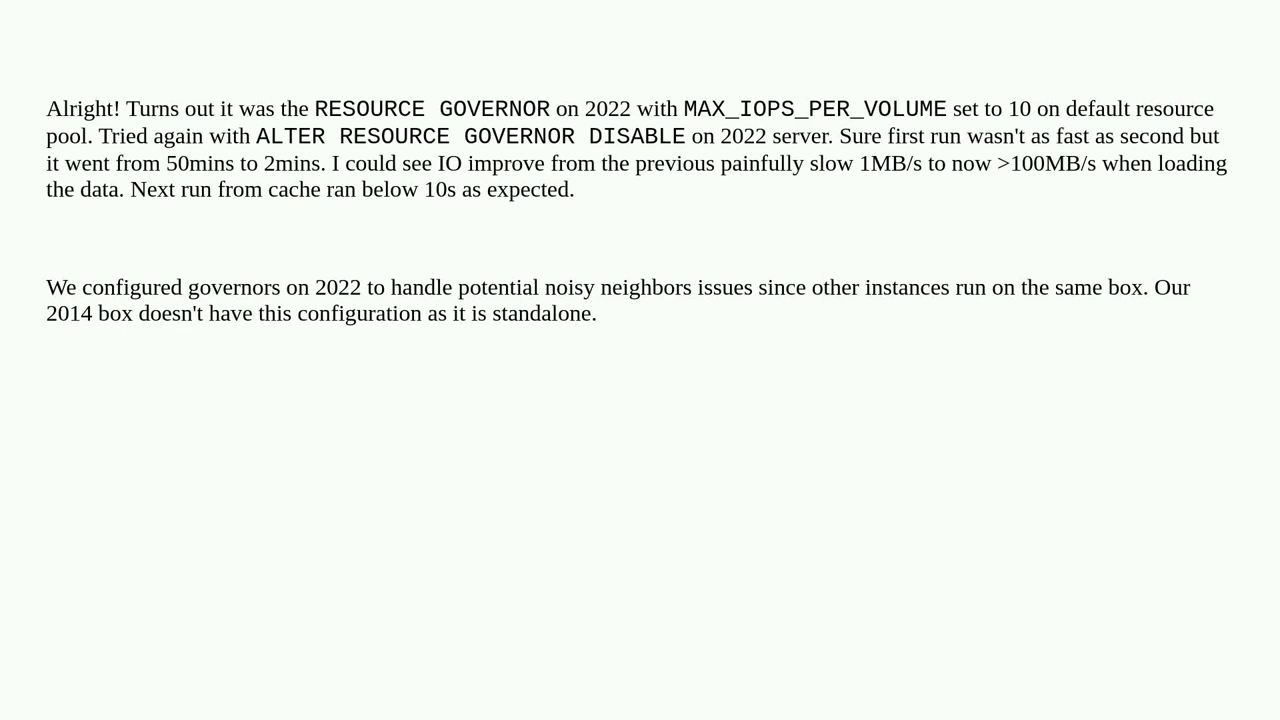 Alright! Turns out it was the RESOURCE GOVERNOR on 2022 with MAX_IOPS_PER_VOLUME set to 10 on default resource
pool. Tried again with ALTER RESOURCE GOVERNOR DISABLE on 2022 server. Sure first run wasn't as fast as second but
it went from 50mins to 2mins. I could see IO improve from the previous painfully slow 1MB/s to now >100MB/s when loading
the data. Next run from cache ran below 10s as expected.
We configured governors on 2022 to handle potential noisy neighbors issues since other instances run on the same box. Our
2014 box doesn't have this configuration as it is standalone.